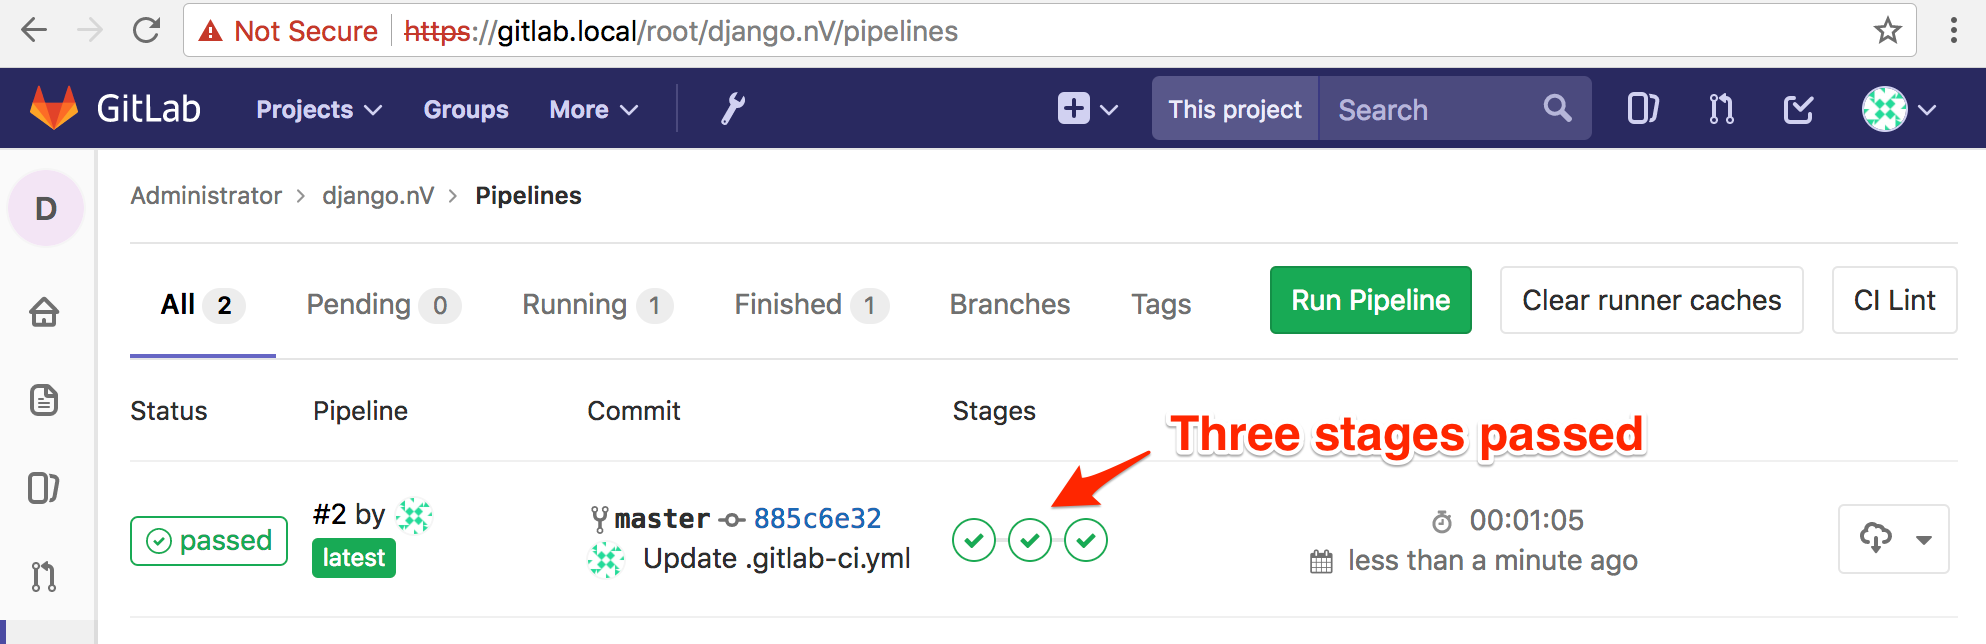 Not Secure https://gitlab.local/root/django.nV/pipelines
GitLab Projects Groups More This project Search
D
Administrator > django.nV > Pipelines
All 2 Pending 0 Running 1 Finished 1 Branches Tags Run Pipeline Clear runner caches CI Lint
Status Pipeline Commit Stages
Three stages passed
passed
#2 by
latest
master 885c6e32
Update .gitlab-ci.yml
00:01:05
less than a minute ago